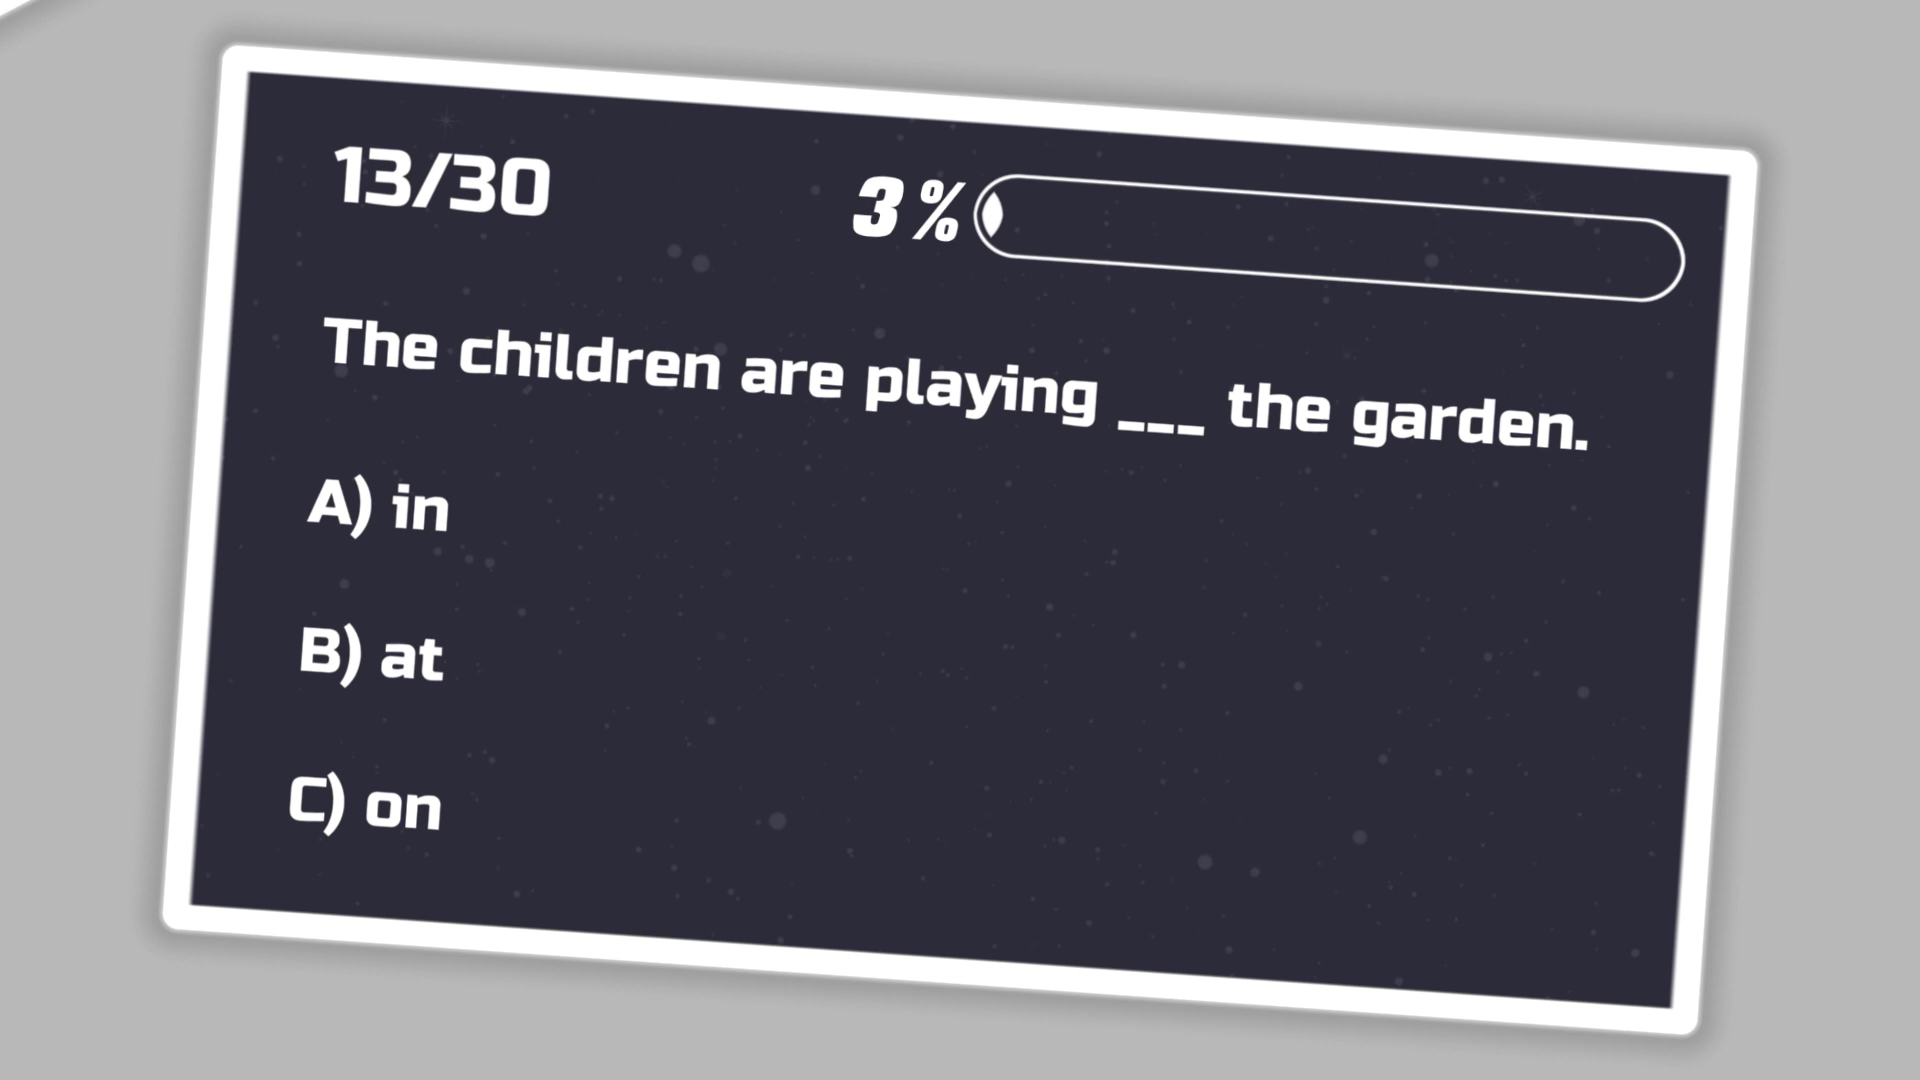 13/30
3%
The children are playing ___ the garden.
A) in
B) at
C) on